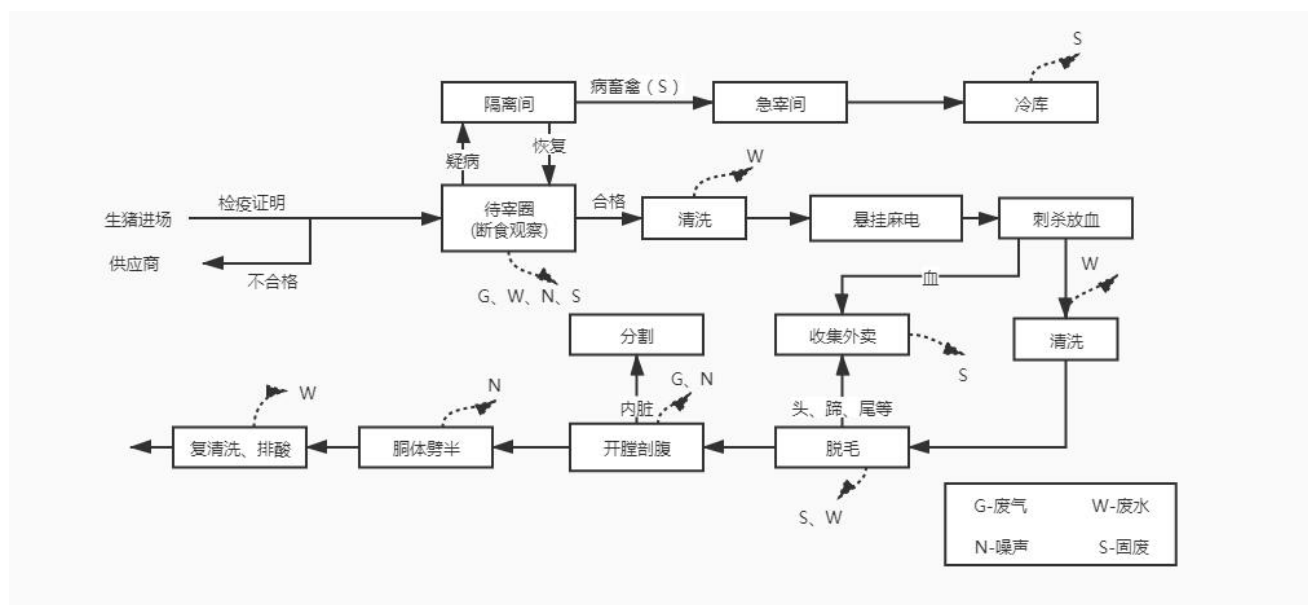 S
隔离间
病畜禽（S）
急宰间
冷库
疑病
恢复
W
生猪进场
检疫证明
待宰圈
(断食观察)
合格
清洗
悬挂麻电
刺杀放血
供应商
不合格
G、W、N、S
血
W
分割
收集外卖
清洗
S
W
N
内脏
G、N
头、蹄、尾等
复清洗、排酸
胴体劈半
开膛剖腹
脱毛
S、W
G-废气 W-废水
N-噪声 S-固废